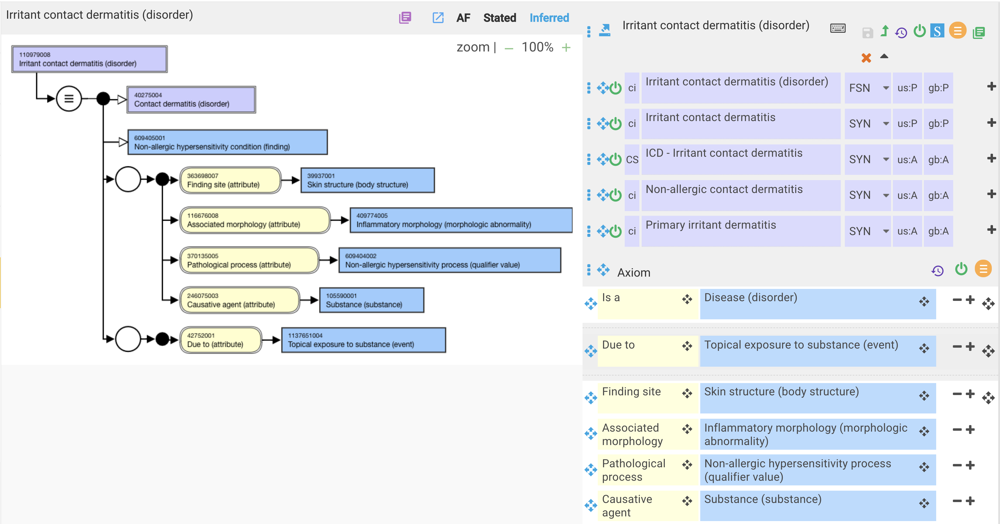 Irritant contact dermatitis (disorder)
AF Stated Inferred
zoom | – 100% +
110979008
Irritant contact dermatitis (disorder)
40275004
Contact dermatitis (disorder)
609405001
Non-allergic hypersensitivity condition (finding)
363698007
Finding site (attribute)
39937001
Skin structure (body structure)
116676008
Associated morphology (attribute)
409774005
Inflammatory morphology (morphologic abnormality)
370135005
Pathological process (attribute)
609404002
Non-allergic hypersensitivity process (qualifier value)
246075003
Causative agent (attribute)
105590001
Substance (substance)
42752001
Due to (attribute)
1137651004
Topical exposure to substance (event)
Irritant contact dermatitis (disorder)
S
ci Irritant contact dermatitis (disorder) FSN us:P gb:P
ci Irritant contact dermatitis SYN us:P gb:P
CS ICD - Irritant contact dermatitis SYN us:A gb:A
ci Non-allergic contact dermatitis SYN us:A gb:A
ci Primary irritant dermatitis SYN us:A gb:A
Axiom
Is a Disease (disorder)
Due to Topical exposure to substance (event)
Finding site Skin structure (body structure)
Associated
morphology
Inflammatory morphology (morphologic
abnormality)
Pathological
process
Non-allergic hypersensitivity process
(qualifier value)
Causative
agent
Substance (substance)